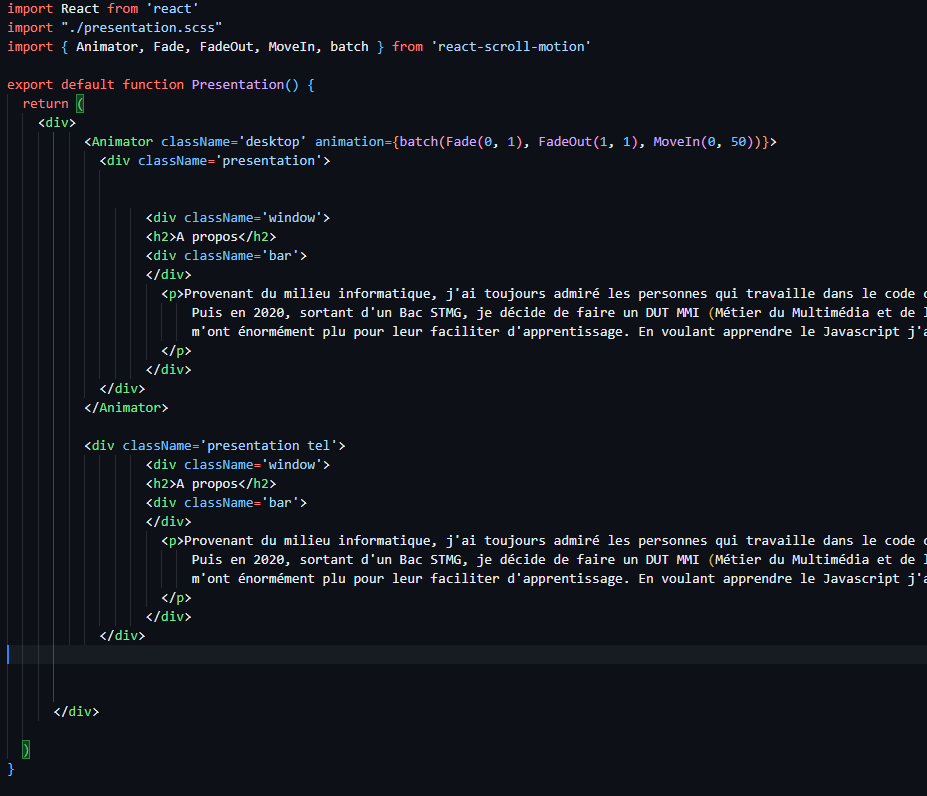 import React from 'react'
import "./presentation.scss"
import { Animator, Fade, FadeOut, MoveIn, batch } from 'react-scroll-motion'
export default function Presentation() {
return (
<div>
<Animator className='desktop' animation={batch(Fade(0, 1), FadeOut(1, 1), MoveIn(0, 50))}>
<div className='presentation'>
<div className='window'>
<h2>A propos</h2>
<div className='bar'>
</div>
<p>Provenant du milieu informatique, j'ai toujours admiré les personnes qui travaille dans le code
Puis en 2020, sortant d'un Bac STMG, je décide de faire un DUT MMI (Métier du Multimédia et de
m'ont énormément plu pour leur faciliter d'apprentissage. En voulant apprendre le Javascript
</p>
</div>
</div>
</Animator>
<div className='presentation tel'>
<div className='window'>
<h2>A propos</h2>
<div className='bar'>
</div>
<p>Provenant du milieu informatique, j'ai toujours admiré les personnes qui travaille dans le code
Puis en 2020, sortant d'un Bac STMG, je décide de faire un DUT MMI (Métier du Multimédia et de
m'ont énormément plu pour leur faciliter d'apprentissage. En voulant apprendre le Javascript
</p>
</div>
</div>
</div>
)
}